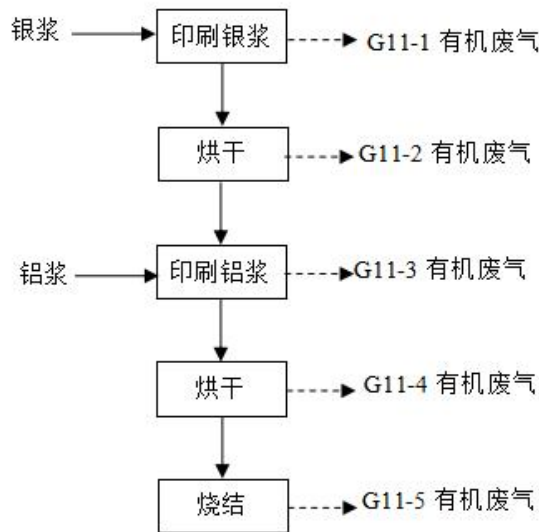 银浆
印刷银浆
G11-1 有机废气
烘干
G11-2 有机废气
铝浆
印刷铝浆
G11-3 有机废气
烘干
G11-4 有机废气
烧结
G11-5 有机废气